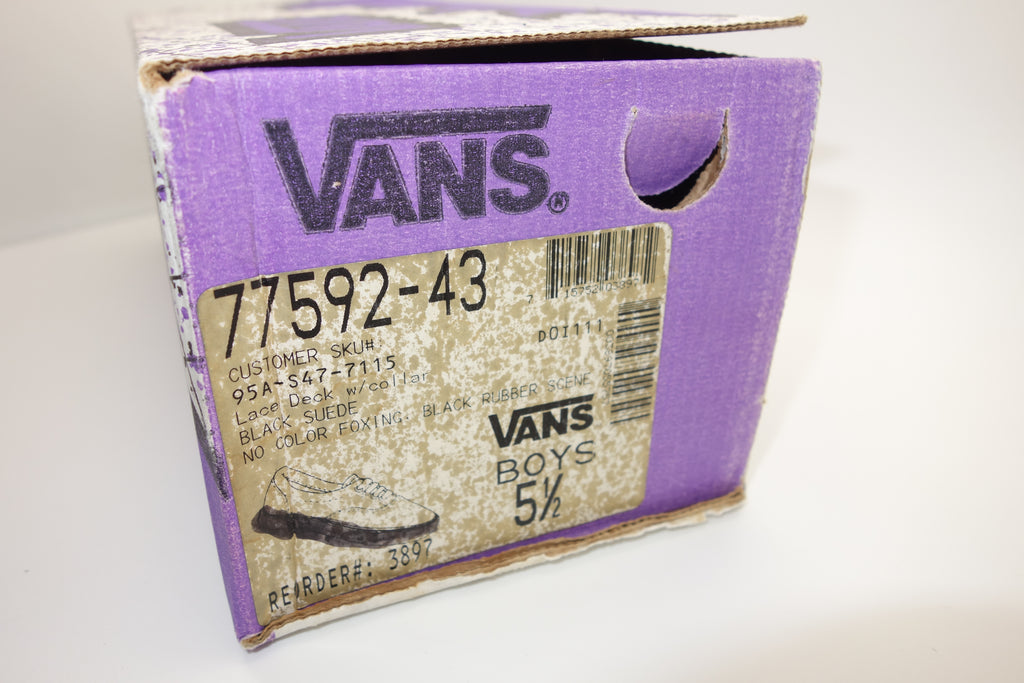 VANS®
77592-43
CUSTOMER SKU#:
95A-S47-7115
Lace Deck w/collar
BLACK SUEDE
NO COLOR FOXING. BLACK RUBBER SCENE
DOI111
VANS
BOYS
5½
REORDER#: 3897